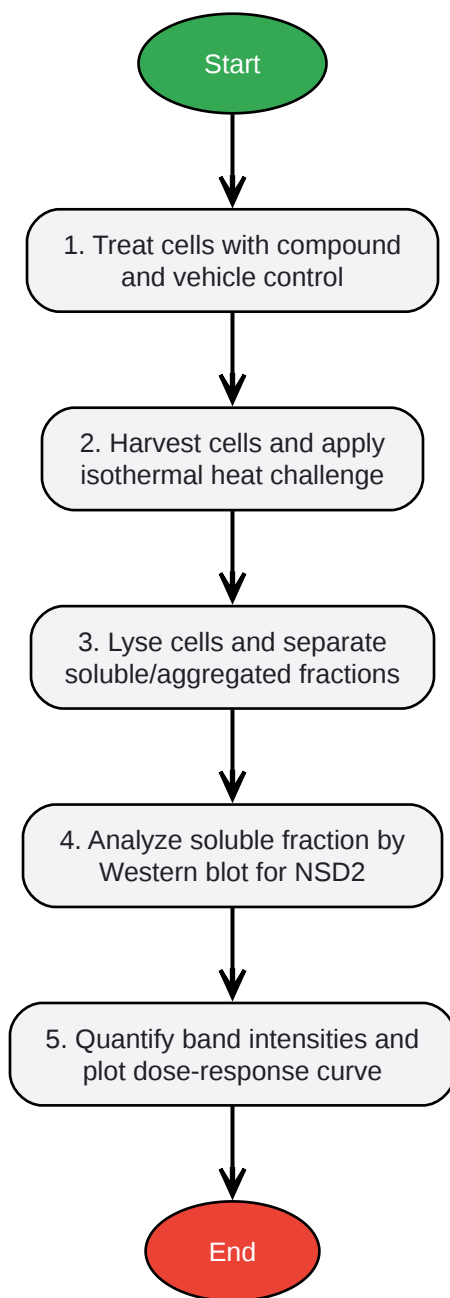 Start
1. Treat cells with compound
and vehicle control
2. Harvest cells and apply
isothermal heat challenge
3. Lyse cells and separate
soluble/aggregated fractions
4. Analyze soluble fraction by
Western blot for NSD2
5. Quantify band intensities and
plot dose-response curve
End